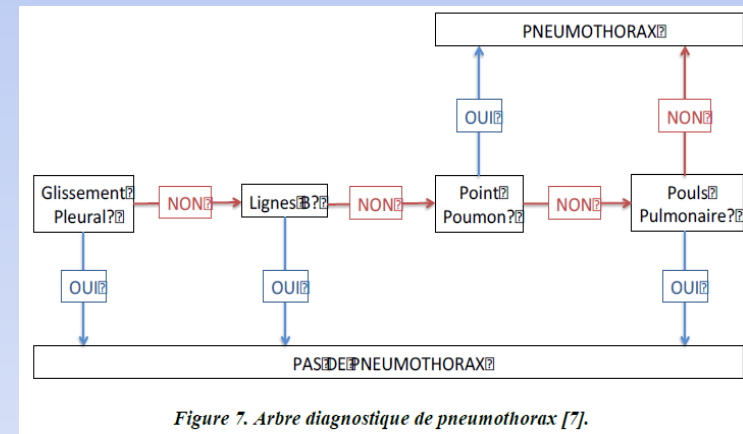 PNEUMOTHORAX
OUI
NON
Glissement
Pleural?
NON
Lignes B?
NON
Point
Poumon?
NON
Pouls
Pulmonaire?
OUI
OUI
OUI
PAS DE PNEUMOTHORAX
Figure 7. Arbre diagnostique de pneumothorax [7].